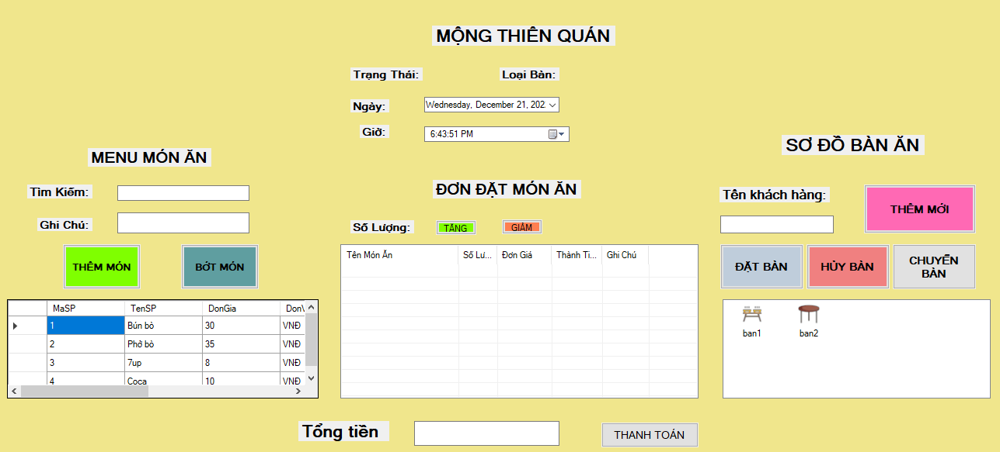 MỘNG THIÊN QUÁN
Trạng Thái: Loại Bàn:
Ngày: Wednesday, December 21, 202
Giờ: 6:43:51 PM
MENU MÓN ĂN
Tìm Kiếm:
Ghi Chú:
THÊM MÓN BỚT MÓN
MaSP TenSP DonGia Don
1 Bún bò 30 VNĐ
2 Phở bò 35 VNĐ
3 7up 8 VNĐ
4 Coca 10 VNĐ
ĐƠN ĐẶT MÓN ĂN
Số Lượng: TĂNG GIẢM
Tên Món Ăn Số Lư... Đơn Giá Thành Ti... Ghi Chú
SƠ ĐỒ BÀN ĂN
Tên khách hàng: THÊM MỚI
ĐẶT BÀN HỦY BÀN CHUYỂN
BÀN
ban1 ban2
Tổng tiền THANH TOÁN